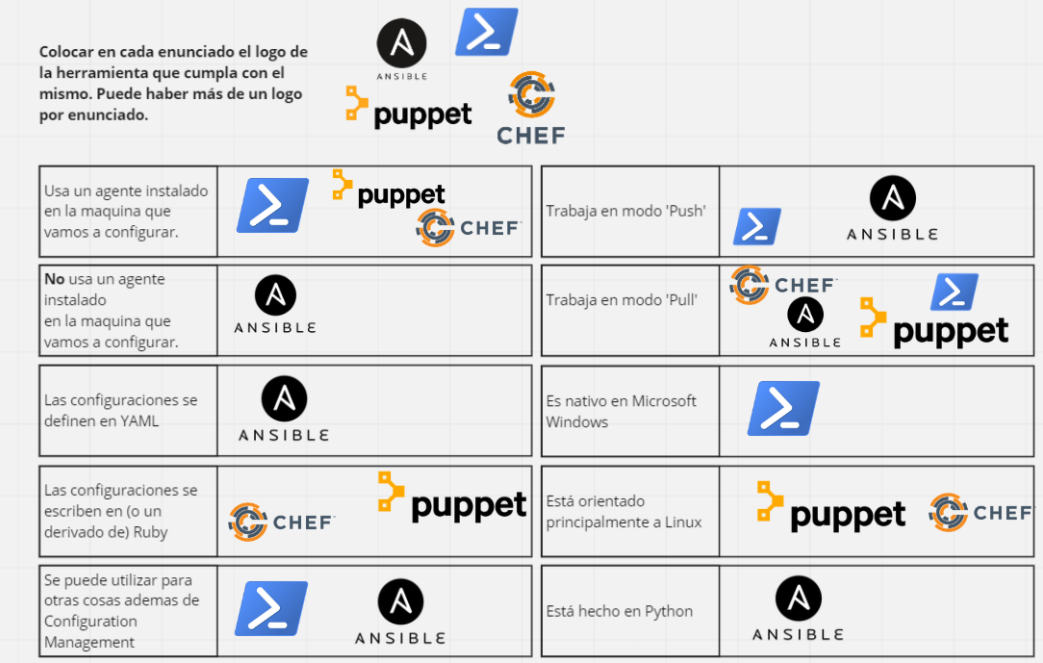 Colocar en cada enunciado el logo de
la herramienta que cumpla con el
mismo. Puede haber más de un logo
por enunciado.
ANSIBLE
puppet
CHEF
Usa un agente instalado
en la maquina que
vamos a configurar.
puppet
CHEF
Trabaja en modo 'Push'
ANSIBLE
No usa un agente
instalado
en la maquina que
vamos a configurar.
ANSIBLE
Trabaja en modo 'Pull'
CHEF
ANSIBLE
puppet
Las configuraciones se
definen en YAML
ANSIBLE
Es nativo en Microsoft
Windows
Las configuraciones se
escriben en (o un
derivado de) Ruby
CHEF
puppet
Está orientado
principalmente a Linux
puppet
CHEF
Se puede utilizar para
otras cosas ademas de
Configuration
Management
ANSIBLE
Está hecho en Python
ANSIBLE